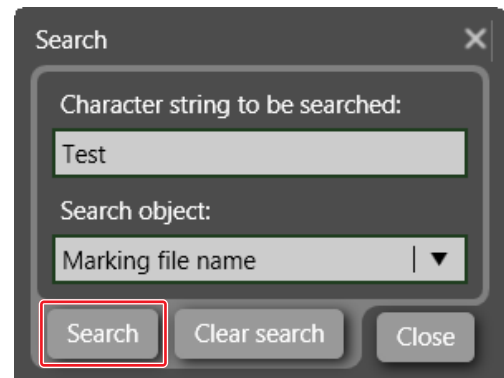 Search
Character string to be searched:
Test
Search object:
Marking file name
Search Clear search Close